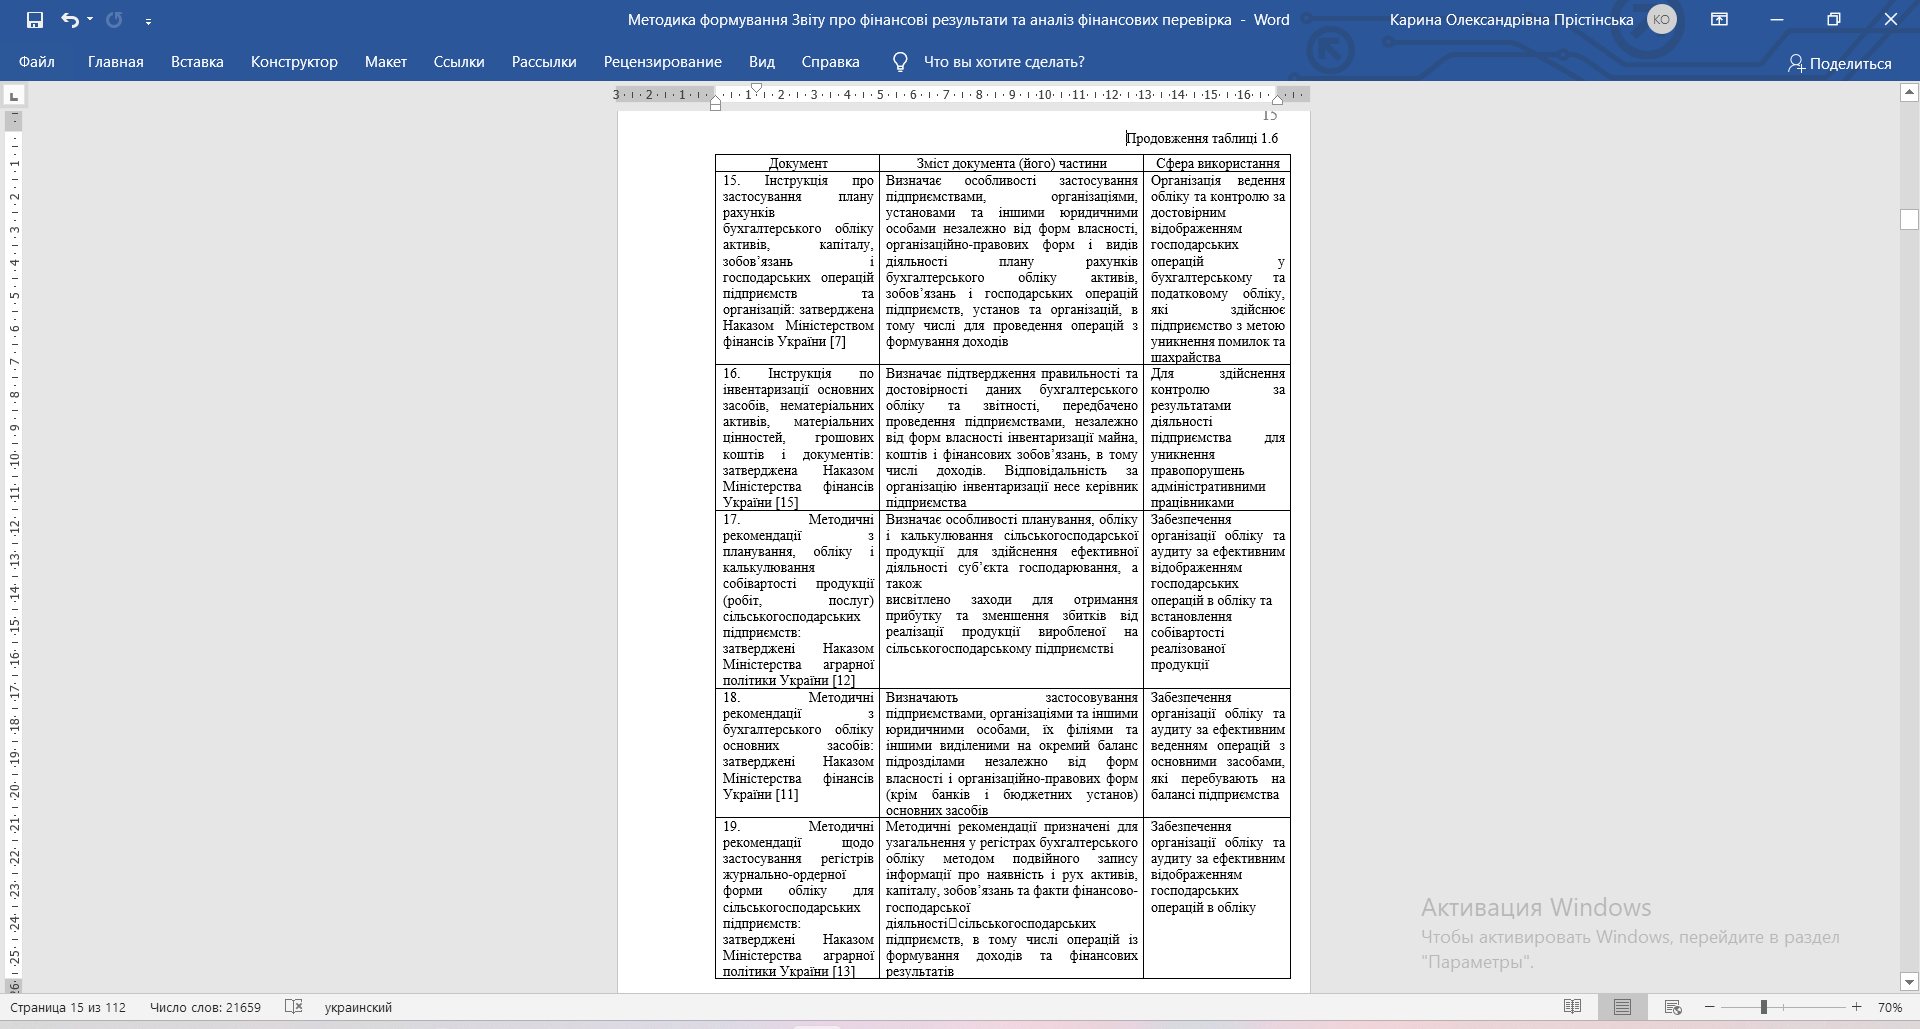 Методика формування Звіту про фінансові результати та аналіз фінансових перевірка - Word
Карина Олександрівна Прістінська
КО
Файл
Главная
Вставка
Конструктор
Макет
Ссылки
Рассылки
Рецензирование
Вид
Справка
Что вы хотите сделать?
Поделиться
15
Продовження таблиці 1.6
Документ
Зміст документа (його) частини
Сфера використання
15. Інструкція про
застосування плану
рахунків
бухгалтерського обліку
активів, капіталу,
зобов’язань і
господарських операцій
підприємств та
організацій: затверджена
Наказом Міністерством
фінансів України [7]
Визначає особливості застосування
підприємствами, організаціями,
установами та іншими юридичними
особами незалежно від форм власності,
організаційно-правових форм і видів
діяльності плану рахунків
бухгалтерського обліку активів,
зобов’язань і господарських операцій
підприємств, установ та організацій, в
тому числі для проведення операцій з
формування доходів
Організація ведення
обліку та контролю за
достовірним
відображенням
господарських
операцій у
бухгалтерському та
податковому обліку,
які здійснює
підприємство з метою
уникнення помилок та
шахрайства
16. Інструкція по
інвентаризації основних
засобів, нематеріальних
активів, матеріальних
цінностей, грошових
коштів і документів:
затверджена Наказом
Міністерства фінансів
України [15]
Визначає підтвердження правильності та
достовірності даних бухгалтерського
обліку та звітності, передбачено
проведення підприємствами, незалежно
від форм власності інвентаризації майна,
коштів і фінансових зобов’язань, в тому
числі доходів. Відповідальність за
організацію інвентаризації несе керівник
підприємства
Для здійснення
контролю за
результатами
діяльності
підприємства для
уникнення
правопорушень
адміністративними
працівниками
17. Методичні
рекомендації з
планування, обліку і
калькулювання
собівартості продукції
(робіт, послуг)
сільськогосподарських
підприємств:
затверджені Наказом
Міністерства аграрної
політики України [12]
Визначає особливості планування, обліку
і калькулювання сільськогосподарської
продукції для здійснення ефективної
діяльності суб’єкта господарювання, а
також
висвітлено заходи для отримання
прибутку та зменшення збитків від
реалізації продукції виробленої на
сільськогосподарському підприємстві
Забезпечення
організації обліку та
аудиту за ефективним
відображенням
господарських
операцій в обліку та
встановлення
собівартості
реалізованої
продукції
18. Методичні
рекомендації з
бухгалтерського обліку
основних засобів:
затверджені Наказом
Міністерства фінансів
України [11]
Визначають застосовування
підприємствами, організаціями та іншими
юридичними особами, їх філіями та
іншими виділеними на окремий баланс
підрозділами незалежно від форм
власності і організаційно-правових форм
(крім банків і бюджетних установ)
основних засобів
Забезпечення
організації обліку та
аудиту за ефективним
веденням операцій з
основними засобами,
які перебувають на
балансі підприємства
19. Методичні
рекомендації щодо
застосування регістрів
журнально-ордерної
форми обліку для
сільськогосподарських
підприємств:
затверджені Наказом
Міністерства аграрної
політики України [13]
Методичні рекомендації призначені для
узагальнення у регістрах бухгалтерського
обліку методом подвійного запису
інформації про наявність і рух активів,
капіталу, зобов’язань та факти фінансово-
господарської
діяльності сільськогосподарських
підприємств, в тому числі операцій із
формування доходів та фінансових
результатів
Забезпечення
організації обліку та
аудиту за ефективним
відображенням
господарських
операцій в обліку
Активация Windows
Чтобы активировать Windows, перейдите в раздел
"Параметры".
Страница 15 из 112
Число слов: 21659
украинский
70%